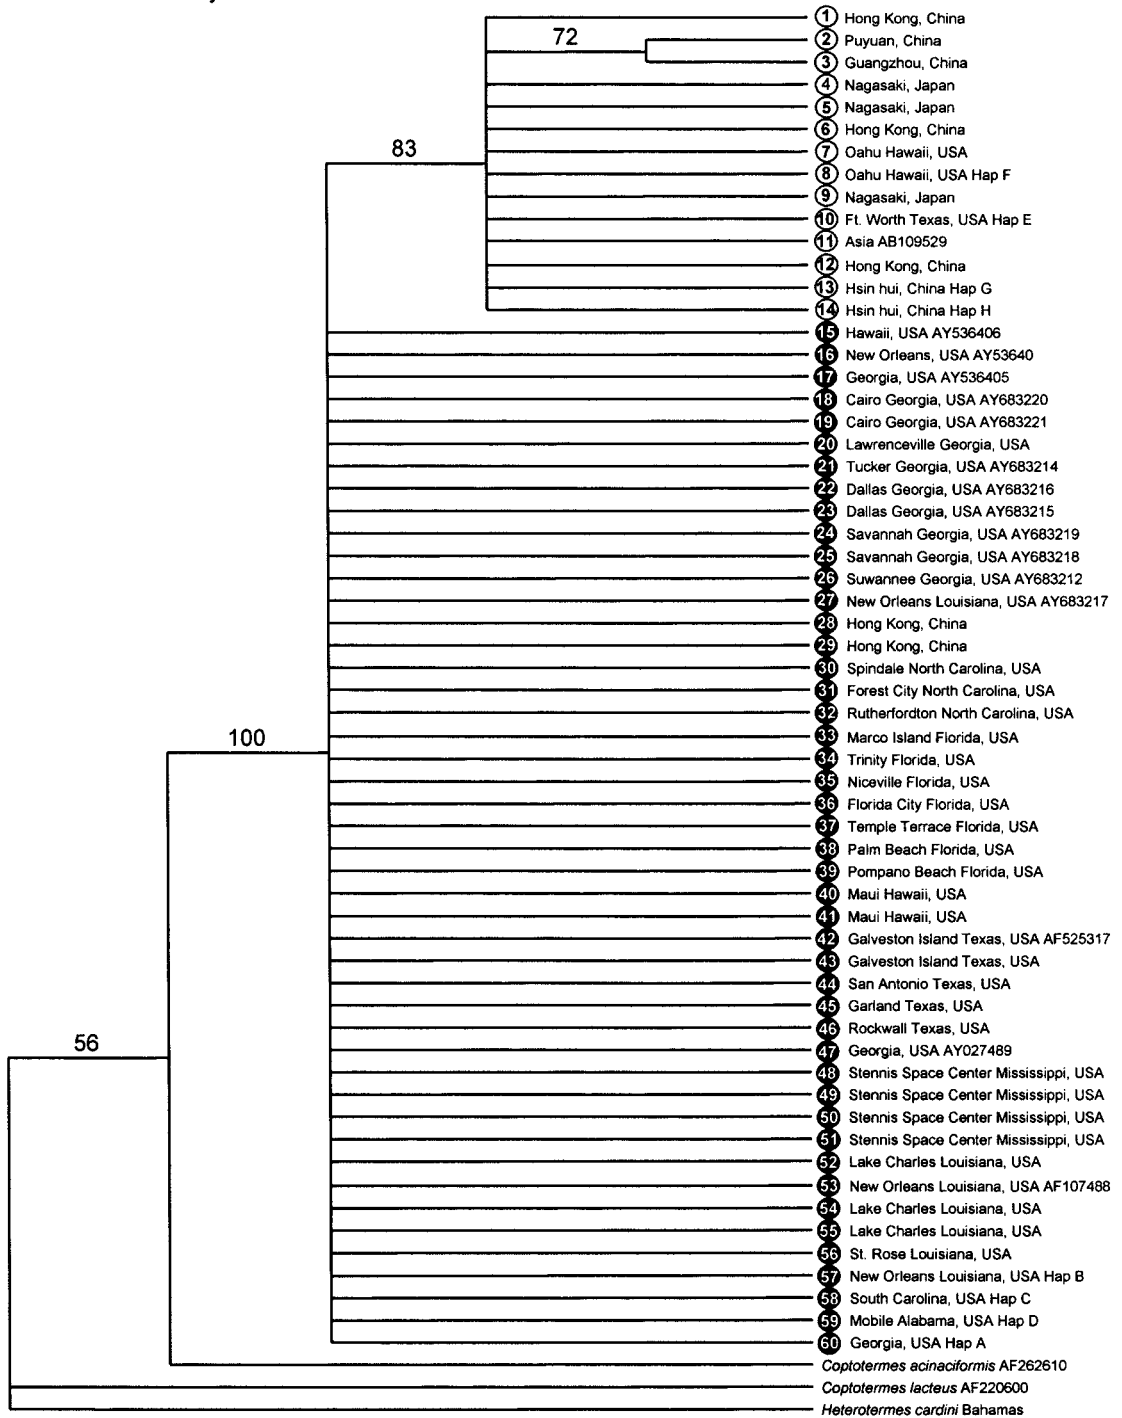 1 Hong Kong, China
72
2 Puyuan, China
3 Guangzhou, China
4 Nagasaki, Japan
5 Nagasaki, Japan
6 Hong Kong, China
83
7 Oahu Hawaii, USA
8 Oahu Hawaii, USA Hap F
9 Nagasaki, Japan
10 Ft. Worth Texas, USA Hap E
11 Asia AB109529
12 Hong Kong, China
13 Hsin hui, China Hap G
14 Hsin hui, China Hap H
15 Hawaii, USA AY536406
16 New Orleans, USA AY53640
17 Georgia, USA AY536405
18 Cairo Georgia, USA AY683220
19 Cairo Georgia, USA AY683221
20 Lawrenceville Georgia, USA
21 Tucker Georgia, USA AY683214
22 Dallas Georgia, USA AY683216
23 Dallas Georgia, USA AY683215
24 Savannah Georgia, USA AY683219
25 Savannah Georgia, USA AY683218
26 Suwannee Georgia, USA AY683212
27 New Orleans Louisiana, USA AY683217
28 Hong Kong, China
29 Hong Kong, China
30 Spindale North Carolina, USA
31 Forest City North Carolina, USA
32 Rutherfordton North Carolina, USA
33 Marco Island Florida, USA
100
34 Trinity Florida, USA
35 Niceville Florida, USA
36 Florida City Florida, USA
37 Temple Terrace Florida, USA
38 Palm Beach Florida, USA
39 Pompano Beach Florida, USA
40 Maui Hawaii, USA
41 Maui Hawaii, USA
42 Galveston Island Texas, USA AF525317
43 Galveston Island Texas, USA
44 San Antonio Texas, USA
45 Garland Texas, USA
46 Rockwall Texas, USA
56
47 Georgia, USA AY027489
48 Stennis Space Center Mississippi, USA
49 Stennis Space Center Mississippi, USA
50 Stennis Space Center Mississippi, USA
51 Stennis Space Center Mississippi, USA
52 Lake Charles Louisiana, USA
53 New Orleans Louisiana, USA AF107488
54 Lake Charles Louisiana, USA
55 Lake Charles Louisiana, USA
56 St. Rose Louisiana, USA
57 New Orleans Louisiana, USA Hap B
58 South Carolina, USA Hap C
59 Mobile Alabama, USA Hap D
60 Georgia, USA Hap A
Coptotermes acinaciformis AF262610
Coptotermes lacteus AF220600
Heterotermes cardini Bahamas